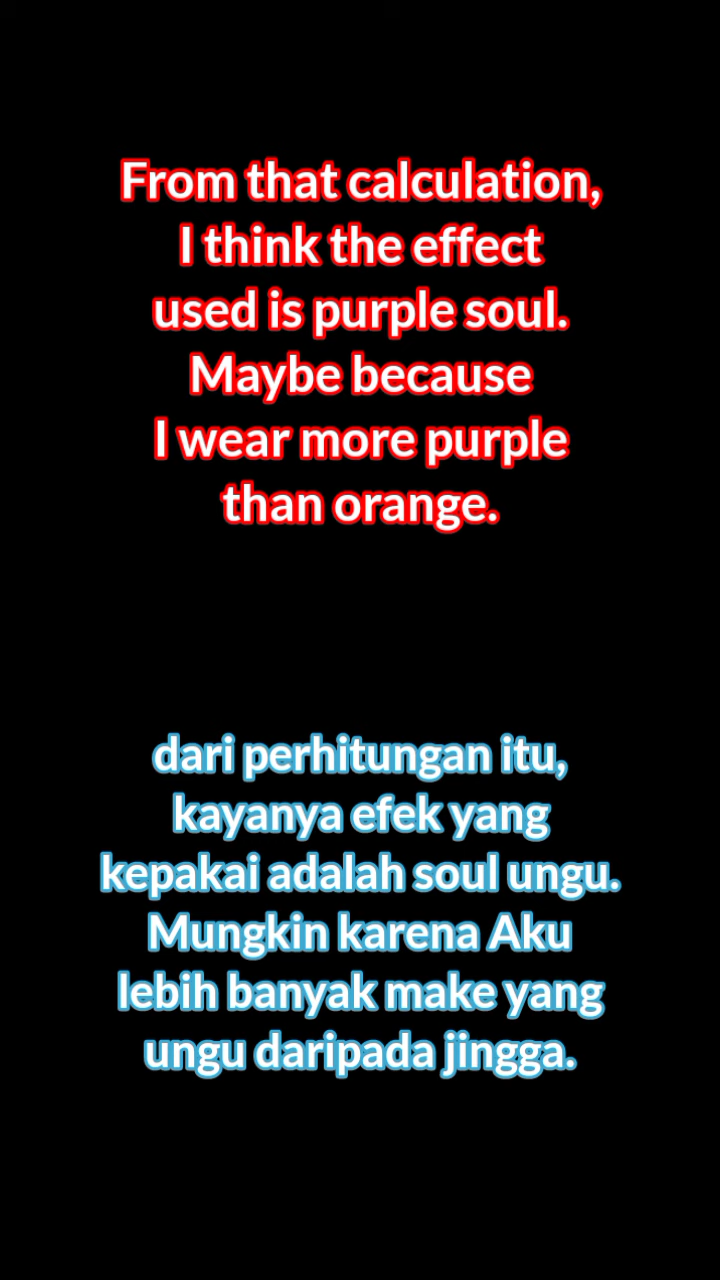 From that calculation,
I think the effect
used is purple soul.
Maybe because
I wear more purple
than orange.
dari perhitungan itu,
kayanya efek yang
kepakai adalah soul ungu.
Mungkin karena Aku
lebih banyak make yang
ungu daripada jingga.